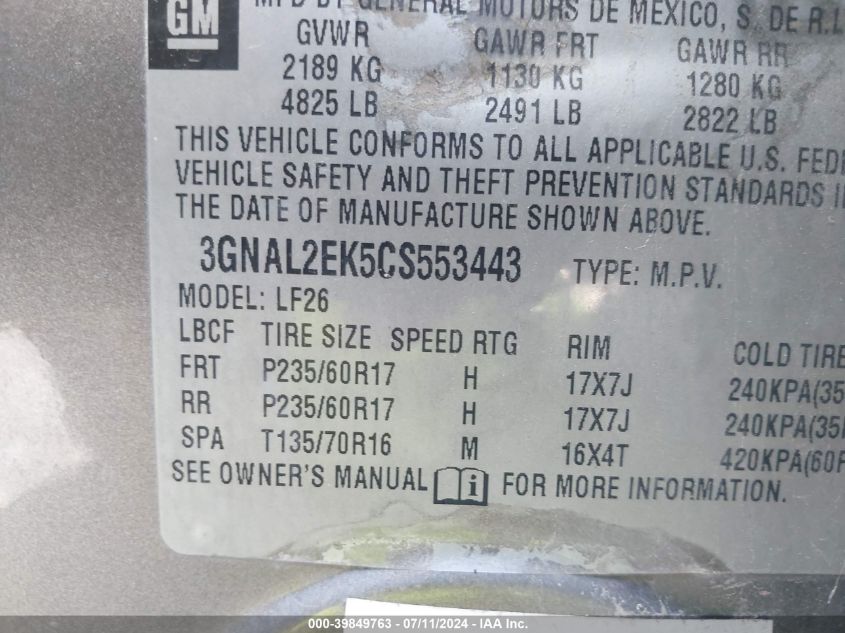 GM
MFD BY GENERAL MOTORS DE MEXICO, S. DE R.L
GVWR GAWR FRT GAWR RR
2189 KG 1130 KG 1280 KG
4825 LB 2491 LB 2822 LB
THIS VEHICLE CONFORMS TO ALL APPLICABLE U.S. FEDE
VEHICLE SAFETY AND THEFT PREVENTION STANDARDS I
THE DATE OF MANUFACTURE SHOWN ABOVE.
3GNAL2EK5CS553443 TYPE: M.P.V.
MODEL: LF26
LBCF TIRE SIZE SPEED RTG RIM COLD TIRE
FRT P235/60R17 H 17X7J 240KPA(35
RR P235/60R17 H 17X7J 240KPA(35
SPA T135/70R16 M 16X4T 420KPA(60P
SEE OWNER'S MANUAL i FOR MORE INFORMATION.
000-39849763 - 07/11/2024 - IAA Inc.